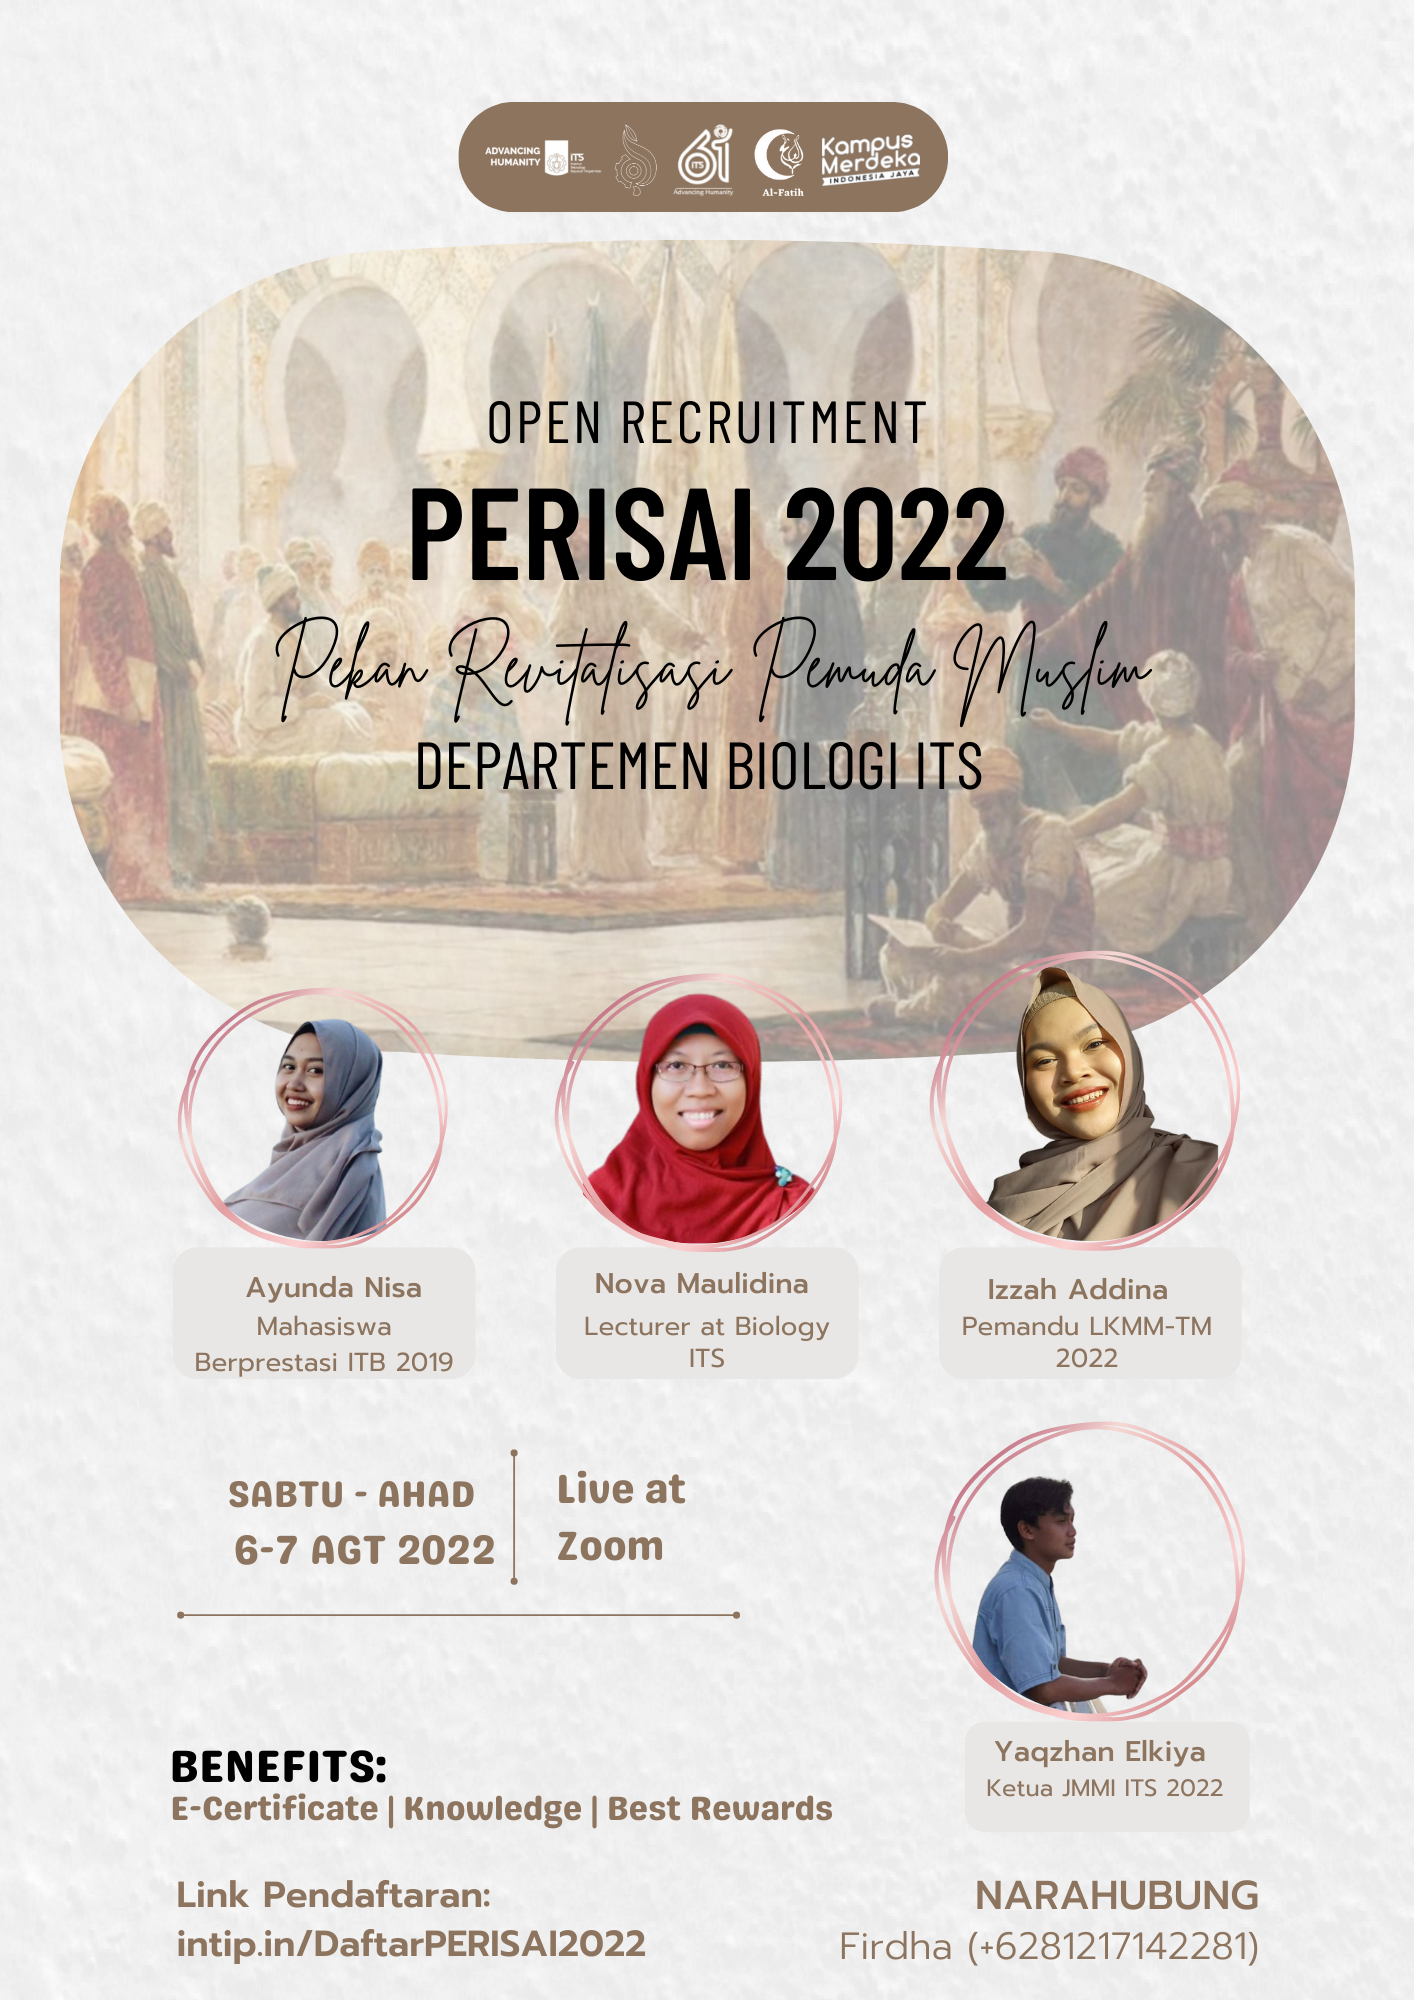 ADVANCING
HUMANITY
ITS
61
ITS
Advancing Humanity
Al-Fatih
Kampus
Merdeka
INDONESIA JAYA
OPEN RECRUITMENT
PERISAI 2022
Pekan Revitalisasi Pemuda Muslim
DEPARTEMEN BIOLOGI ITS
Ayunda Nisa
Mahasiswa
Berprestasi ITB 2019
Nova Maulidina
Lecturer at Biology
ITS
Izzah Addina
Pemandu LKMM-TM
2022
SABTU - AHAD
6-7 AGT 2022
Live at
Zoom
Yaqzhan Elkiya
Ketua JMMI ITS 2022
BENEFITS:
E-Certificate | Knowledge | Best Rewards
Link Pendaftaran:
intip.in/DaftarPERISAI2022
NARAHUBUNG
Firdha (+6281217142281)